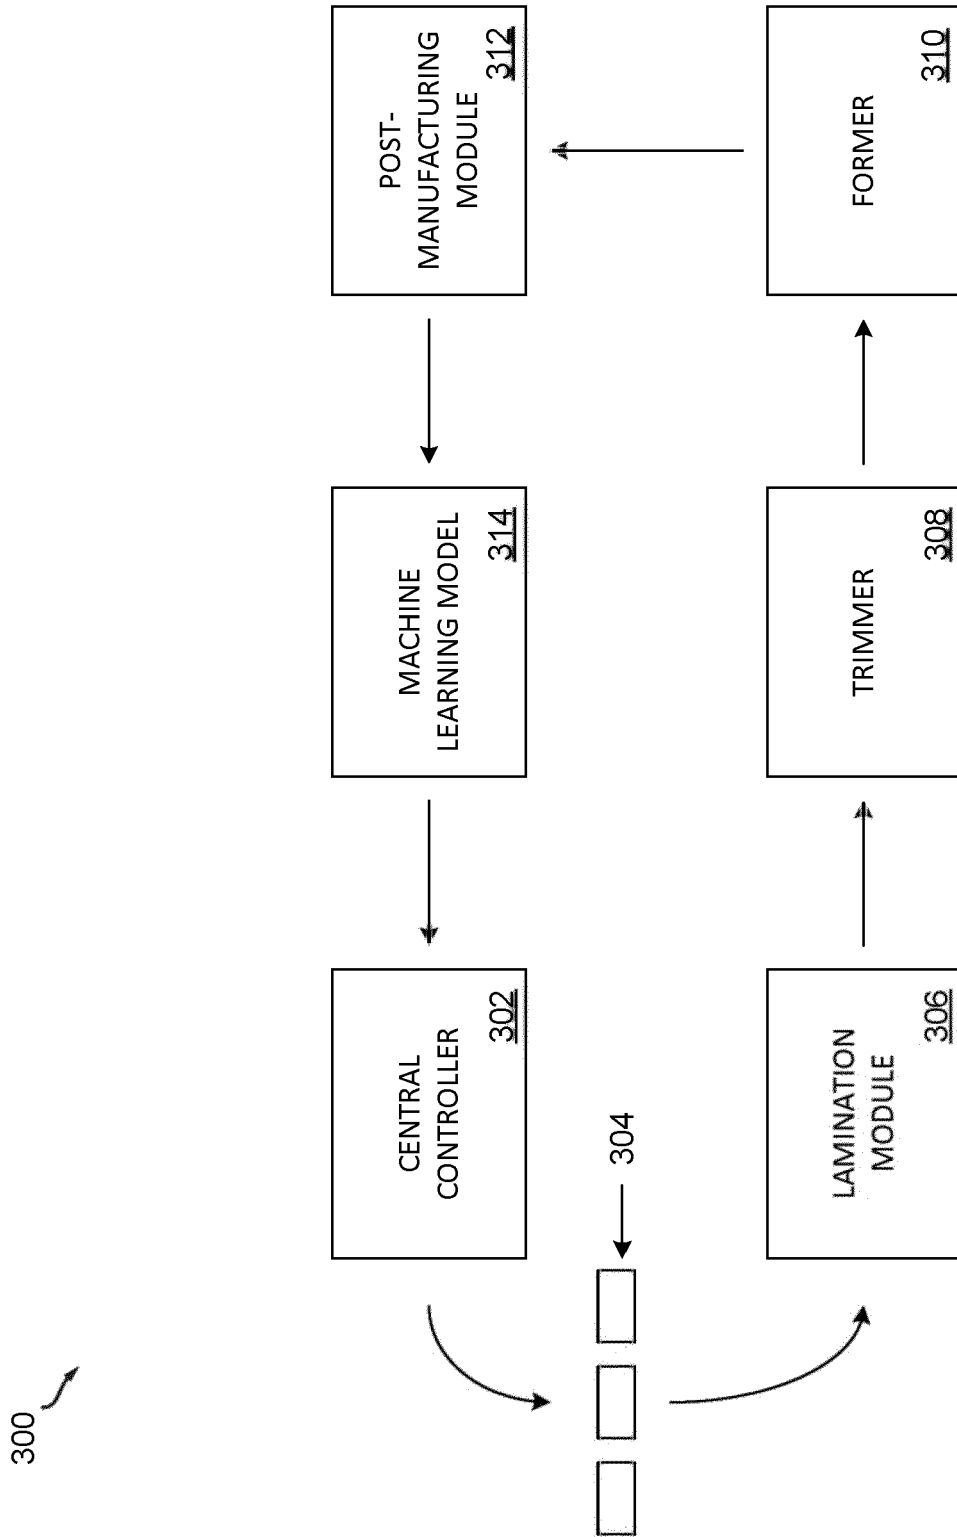 300
CENTRAL
CONTROLLER
302
MACHINE
LEARNING MODEL
314
POST-
MANUFACTURING
MODULE
312
304
LAMINATION
MODULE
306
TRIMMER
308
FORMER
310